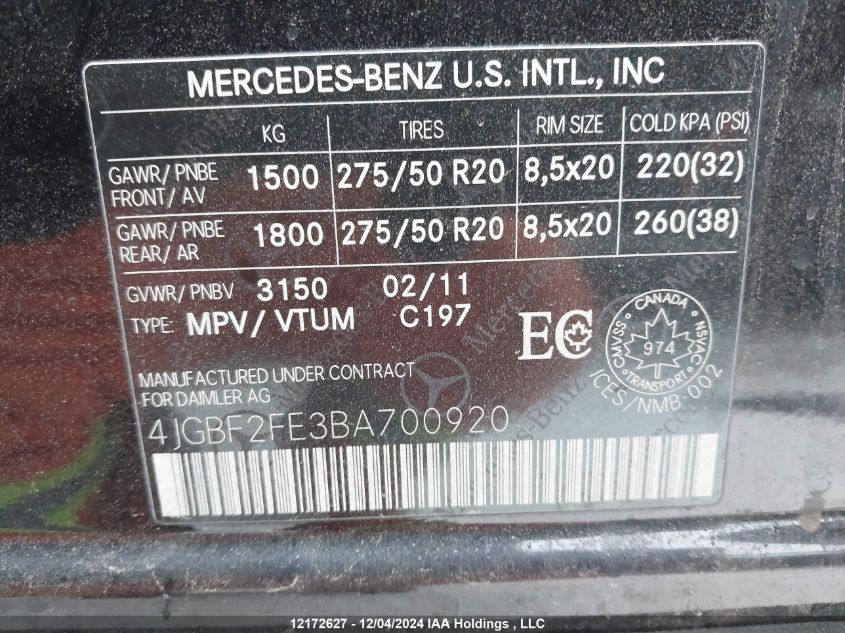 MERCEDES-BENZ U.S. INTL., INC
KG TIRES RIM SIZE COLD KPA (PSI)
GAWR/ PNBE FRONT/ AV 1500 275/50 R20 8,5x20 220(32)
GAWR/ PNBE REAR/ AR 1800 275/50 R20 8,5x20 260(38)
GVWR/ PNBV 3150 02/11
TYPE: MPV/ VTUM C197
EC
CANADA
CMVSS 974 NSVAC
TRANSPORT
ICES/NMB-002
MANUFACTURED UNDER CONTRACT
FOR DAIMLER AG
4JGBF2FE3BA700920
12172627 - 12/04/2024 IAA Holdings , LLC